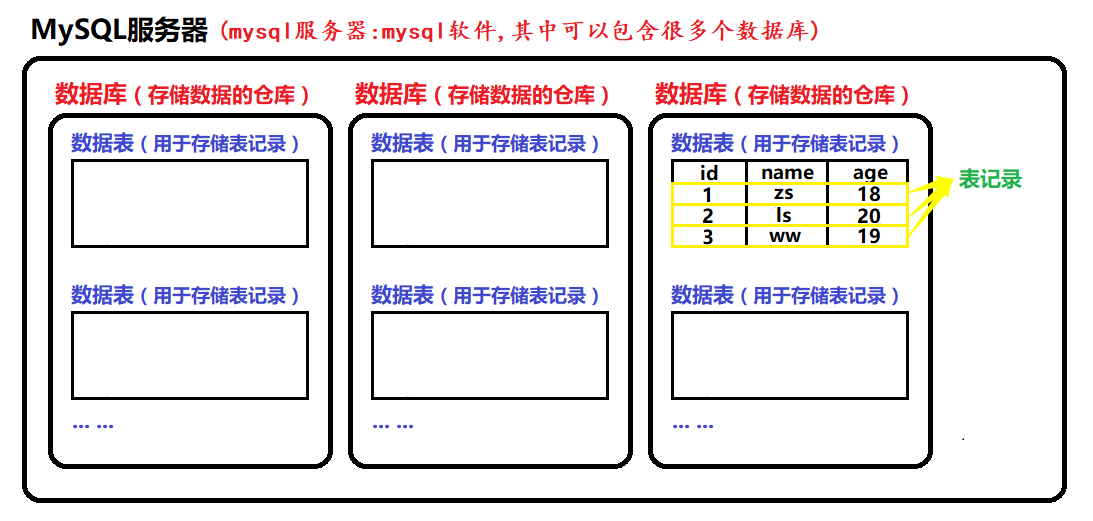 MySQL服务器 (mysql服务器:mysql软件,其中可以包含很多个数据库)
数据库（存储数据的仓库） 数据库（存储数据的仓库） 数据库（存储数据的仓库）
数据表（用于存储表记录） 数据表（用于存储表记录） 数据表（用于存储表记录）
id name age
1 zs 18
2 ls 20
3 ww 19
表记录
数据表（用于存储表记录） 数据表（用于存储表记录） 数据表（用于存储表记录）
... ... ... ... ... ...